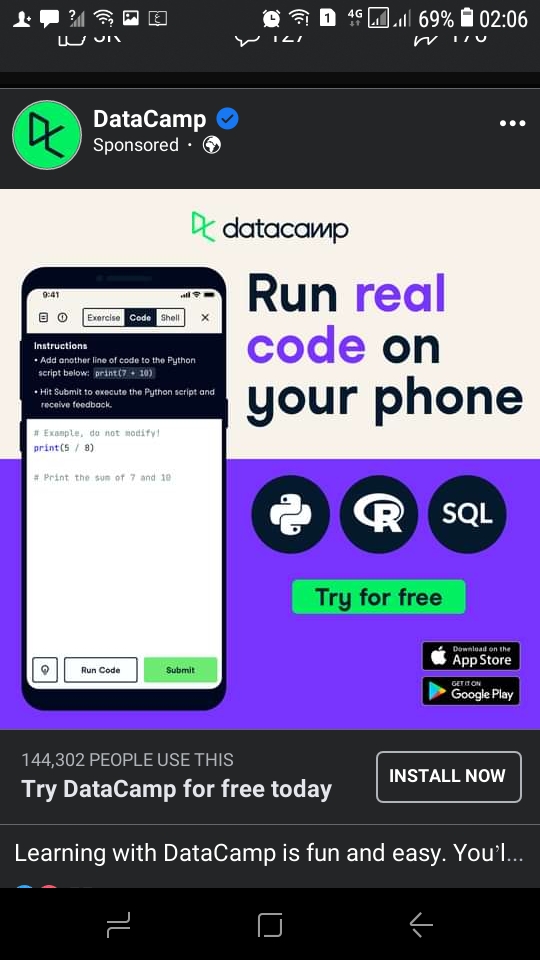 4G 69% 02:06
DataCamp
Sponsored ·
datacamp
Run real
code on
your phone
9:41
Exercise Code Shell ×
Instructions
• Add another line of code to the Python
script below: print(7 + 10)
• Hit Submit to execute the Python script and
receive feedback.
# Example, do not modify!
print(5 / 8)
# Print the sum of 7 and 10
R SQL
Try for free
Run Code Submit
Download on the
App Store
GET IT ON
Google Play
144,302 PEOPLE USE THIS
Try DataCamp for free today
INSTALL NOW
Learning with DataCamp is fun and easy. You'l...